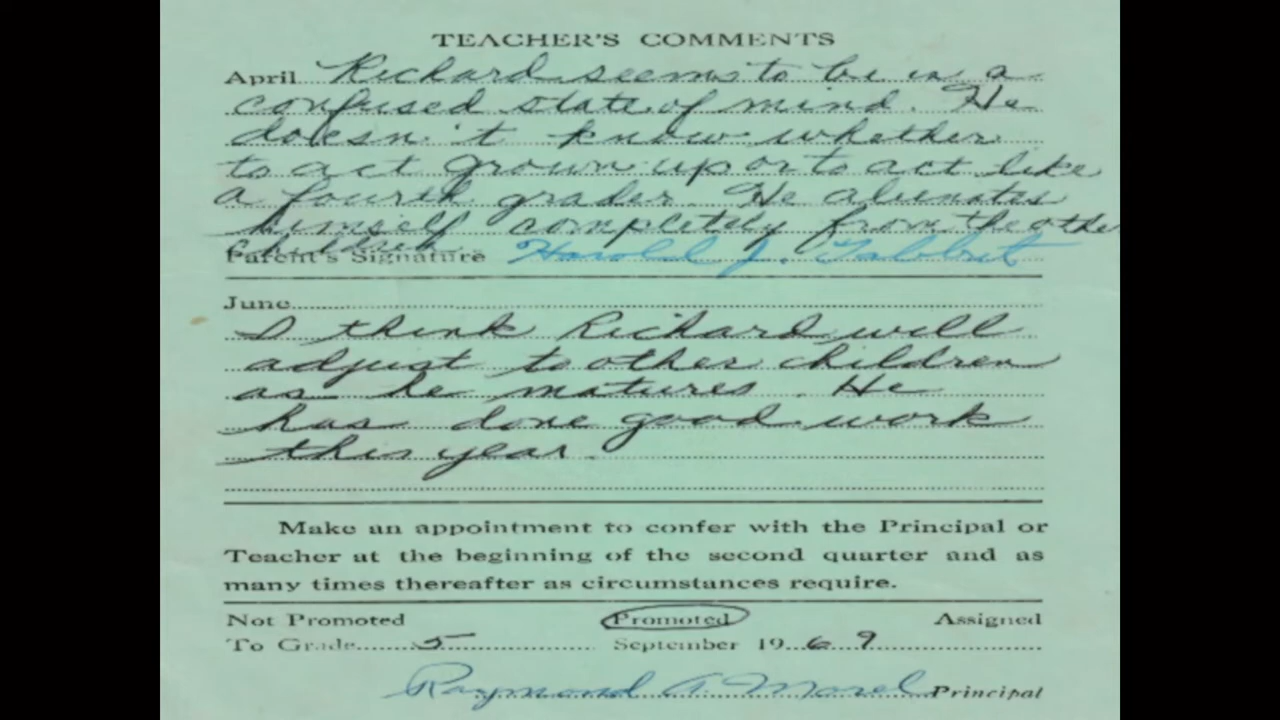 TEACHER'S COMMENTS
April Richard seems to be in a
confused state of mind. He
doesn't know whether
to act grown up or to act like
a fourth grader. He alienates
himself completely from the other
children.
Parent's Signature Harold J. Tabbut
June
I think Richard will
adjust to other children
as he matures. He
has done good work
this year.
Make an appointment to confer with the Principal or
Teacher at the beginning of the second quarter and as
many times thereafter as circumstances require.
Not Promoted Promoted Assigned
To Grade 5 September 1969
Raymond A. Morel Principal